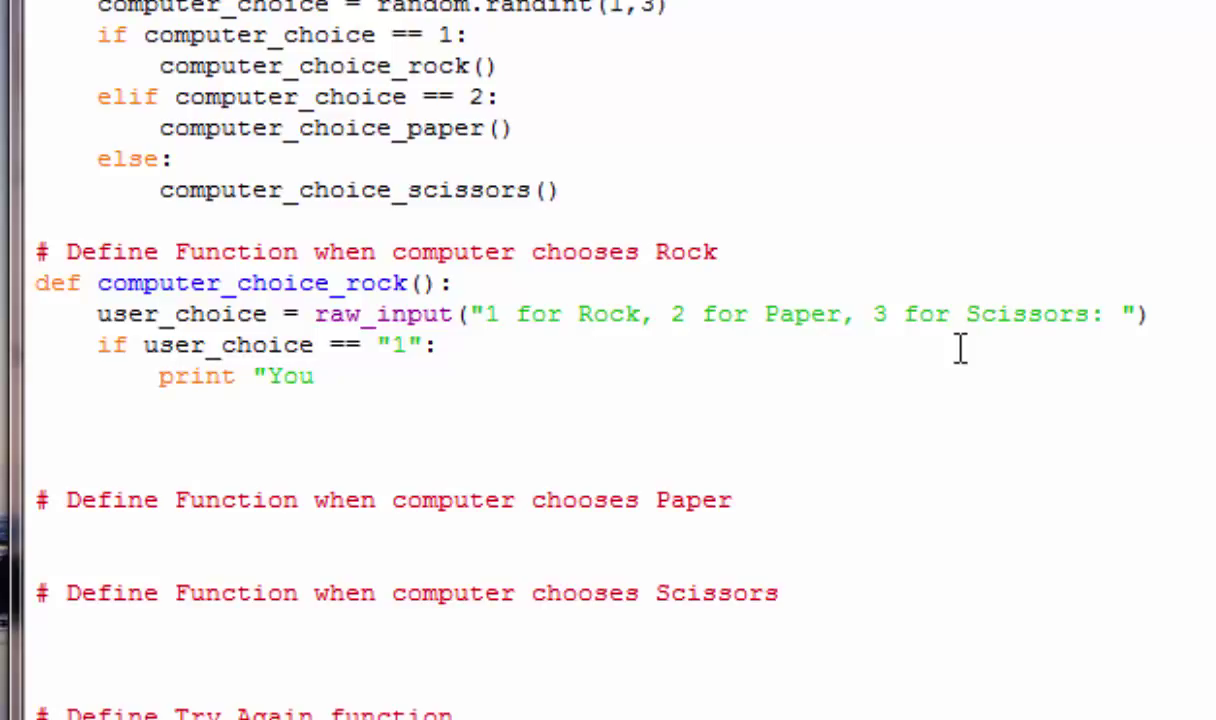 computer_choice = random.randint(1,3)
if computer_choice == 1:
computer_choice_rock()
elif computer_choice == 2:
computer_choice_paper()
else:
computer_choice_scissors()
# Define Function when computer chooses Rock
def computer_choice_rock():
user_choice = raw_input("1 for Rock, 2 for Paper, 3 for Scissors: ")
if user_choice == "1":
print "You
# Define Function when computer chooses Paper
# Define Function when computer chooses Scissors
# Define Try Again function